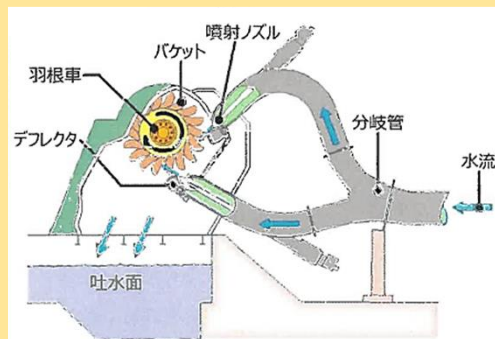 噴射ノズル
バケット
羽根車
デフレクタ
分岐管
水流
吐水面